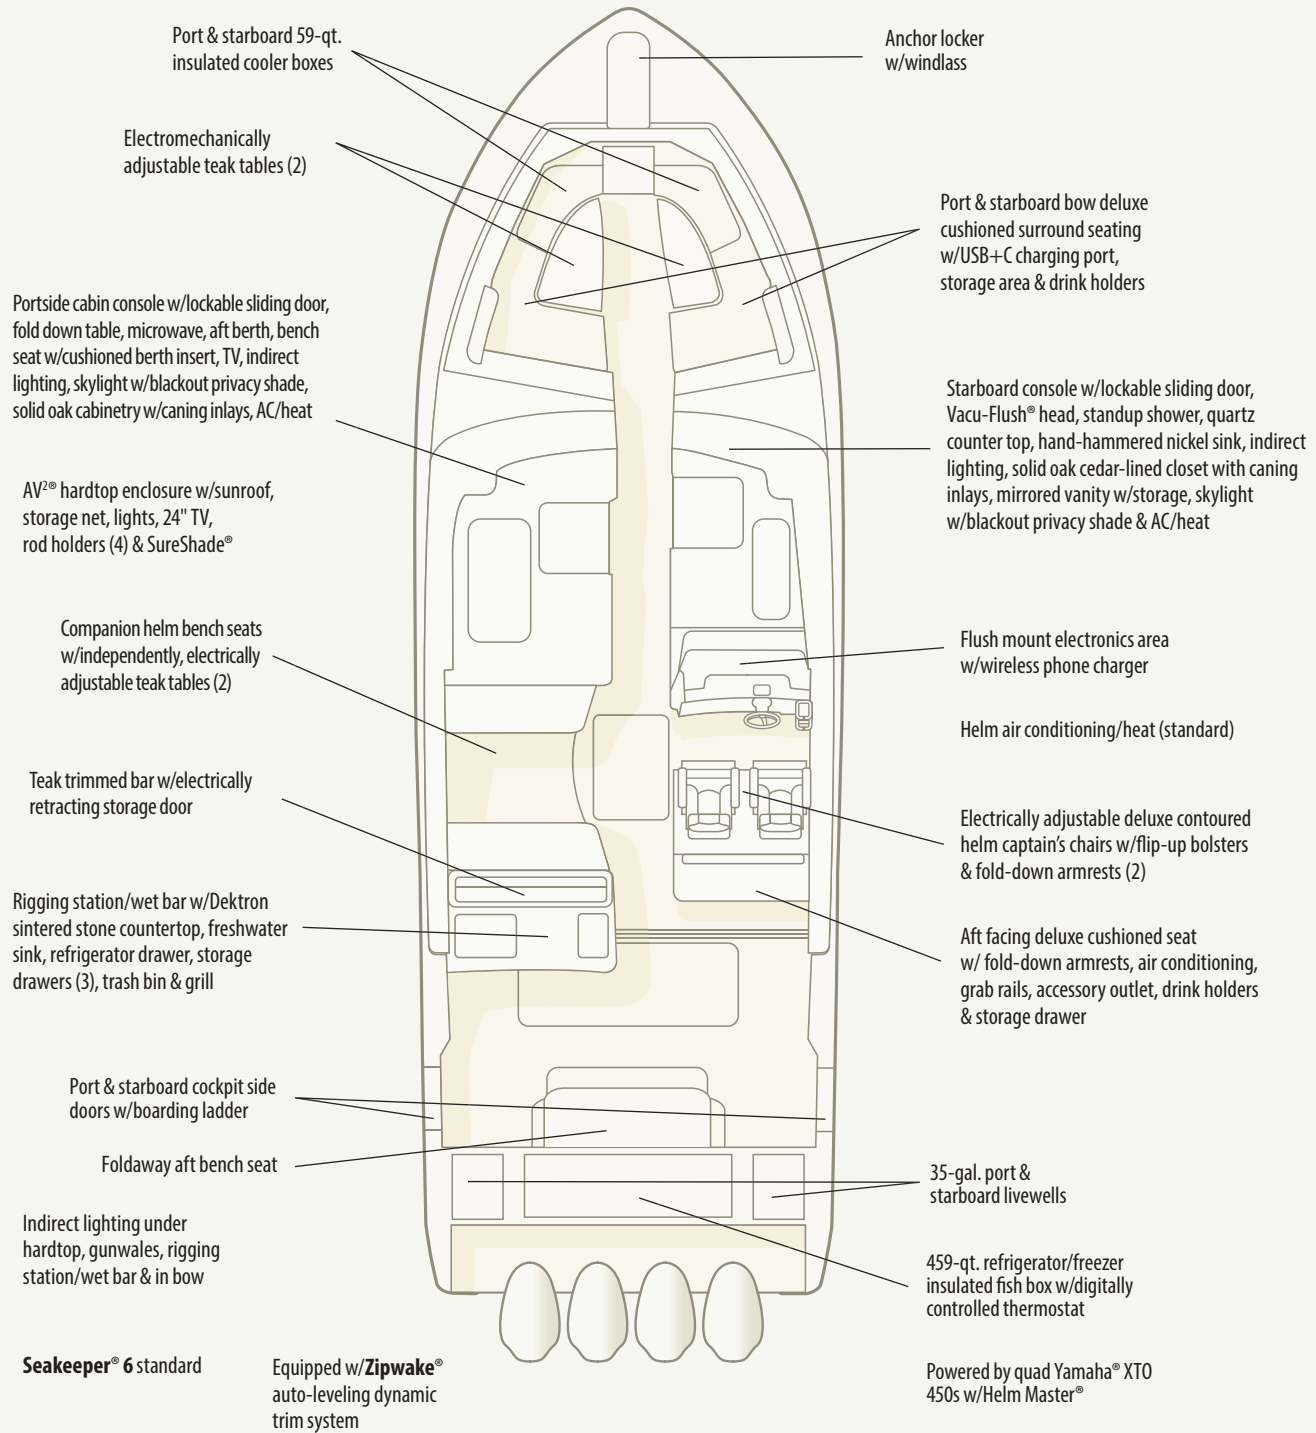 Port & starboard 59-qt.
insulated cooler boxes
Anchor locker
w/windlass
Electromechanically
adjustable teak tables (2)
Port & starboard bow deluxe
cushioned surround seating
w/USB+C charging port,
storage area & drink holders
Portside cabin console w/lockable sliding door,
fold down table, microwave, aft berth, bench
seat w/cushioned berth insert, TV, indirect
lighting, skylight w/blackout privacy shade,
solid oak cabinetry w/caning inlays, AC/heat
Starboard console w/lockable sliding door,
Vacu-Flush® head, standup shower, quartz
counter top, hand-hammered nickel sink, indirect
lighting, solid oak cedar-lined closet with caning
inlays, mirrored vanity w/storage, skylight
w/blackout privacy shade & AC/heat
AV²® hardtop enclosure w/sunroof,
storage net, lights, 24" TV,
rod holders (4) & SureShade®
Companion helm bench seats
w/independently, electrically
adjustable teak tables (2)
Flush mount electronics area
w/wireless phone charger
Helm air conditioning/heat (standard)
Teak trimmed bar w/electrically
retracting storage door
Electrically adjustable deluxe contoured
helm captain's chairs w/flip-up bolsters
& fold-down armrests (2)
Rigging station/wet bar w/Dektron
sintered stone countertop, freshwater
sink, refrigerator drawer, storage
drawers (3), trash bin & grill
Aft facing deluxe cushioned seat
w/ fold-down armrests, air conditioning,
grab rails, accessory outlet, drink holders
& storage drawer
Port & starboard cockpit side
doors w/boarding ladder
Foldaway aft bench seat
35-gal. port &
starboard livewells
Indirect lighting under
hardtop, gunwales, rigging
station/wet bar & in bow
459-qt. refrigerator/freezer
insulated fish box w/digitally
controlled thermostat
Seakeeper® 6 standard
Equipped w/Zipwake®
auto-leveling dynamic
trim system
Powered by quad Yamaha® XTO
450s w/Helm Master®